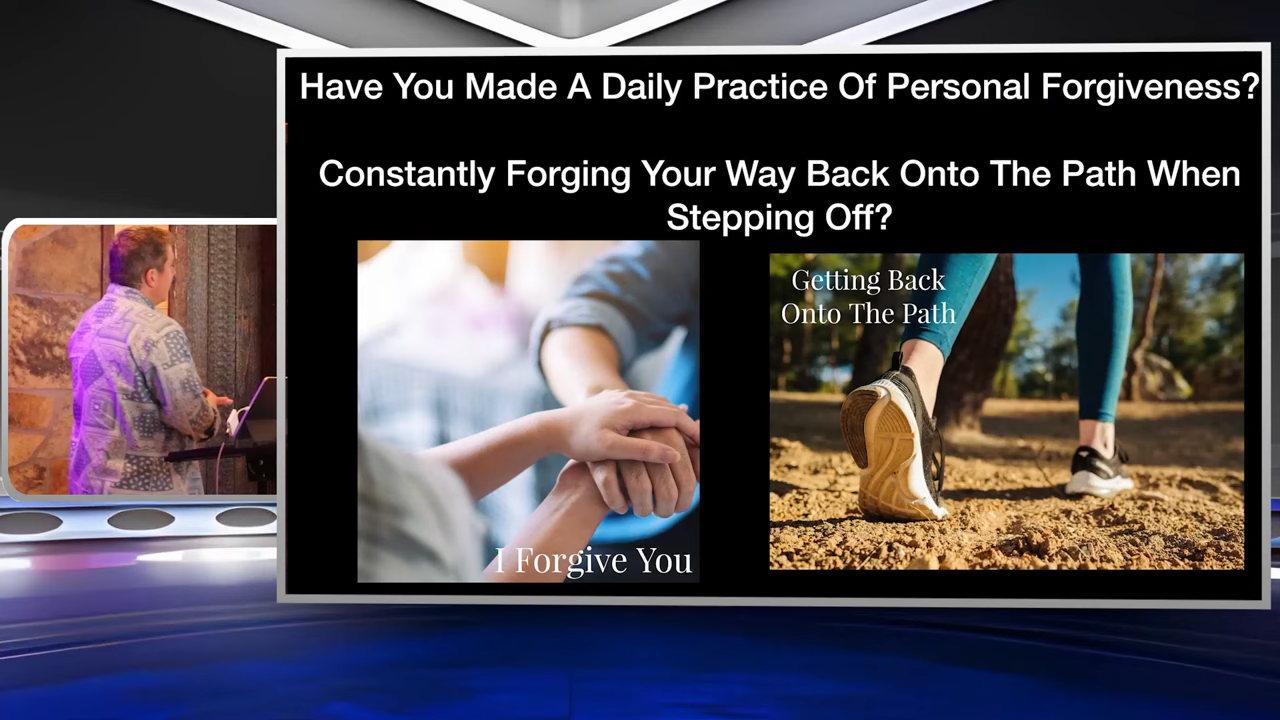 Have You Made A Daily Practice Of Personal Forgiveness?
Constantly Forging Your Way Back Onto The Path When
Stepping Off?
Getting Back
Onto The Path
I Forgive You